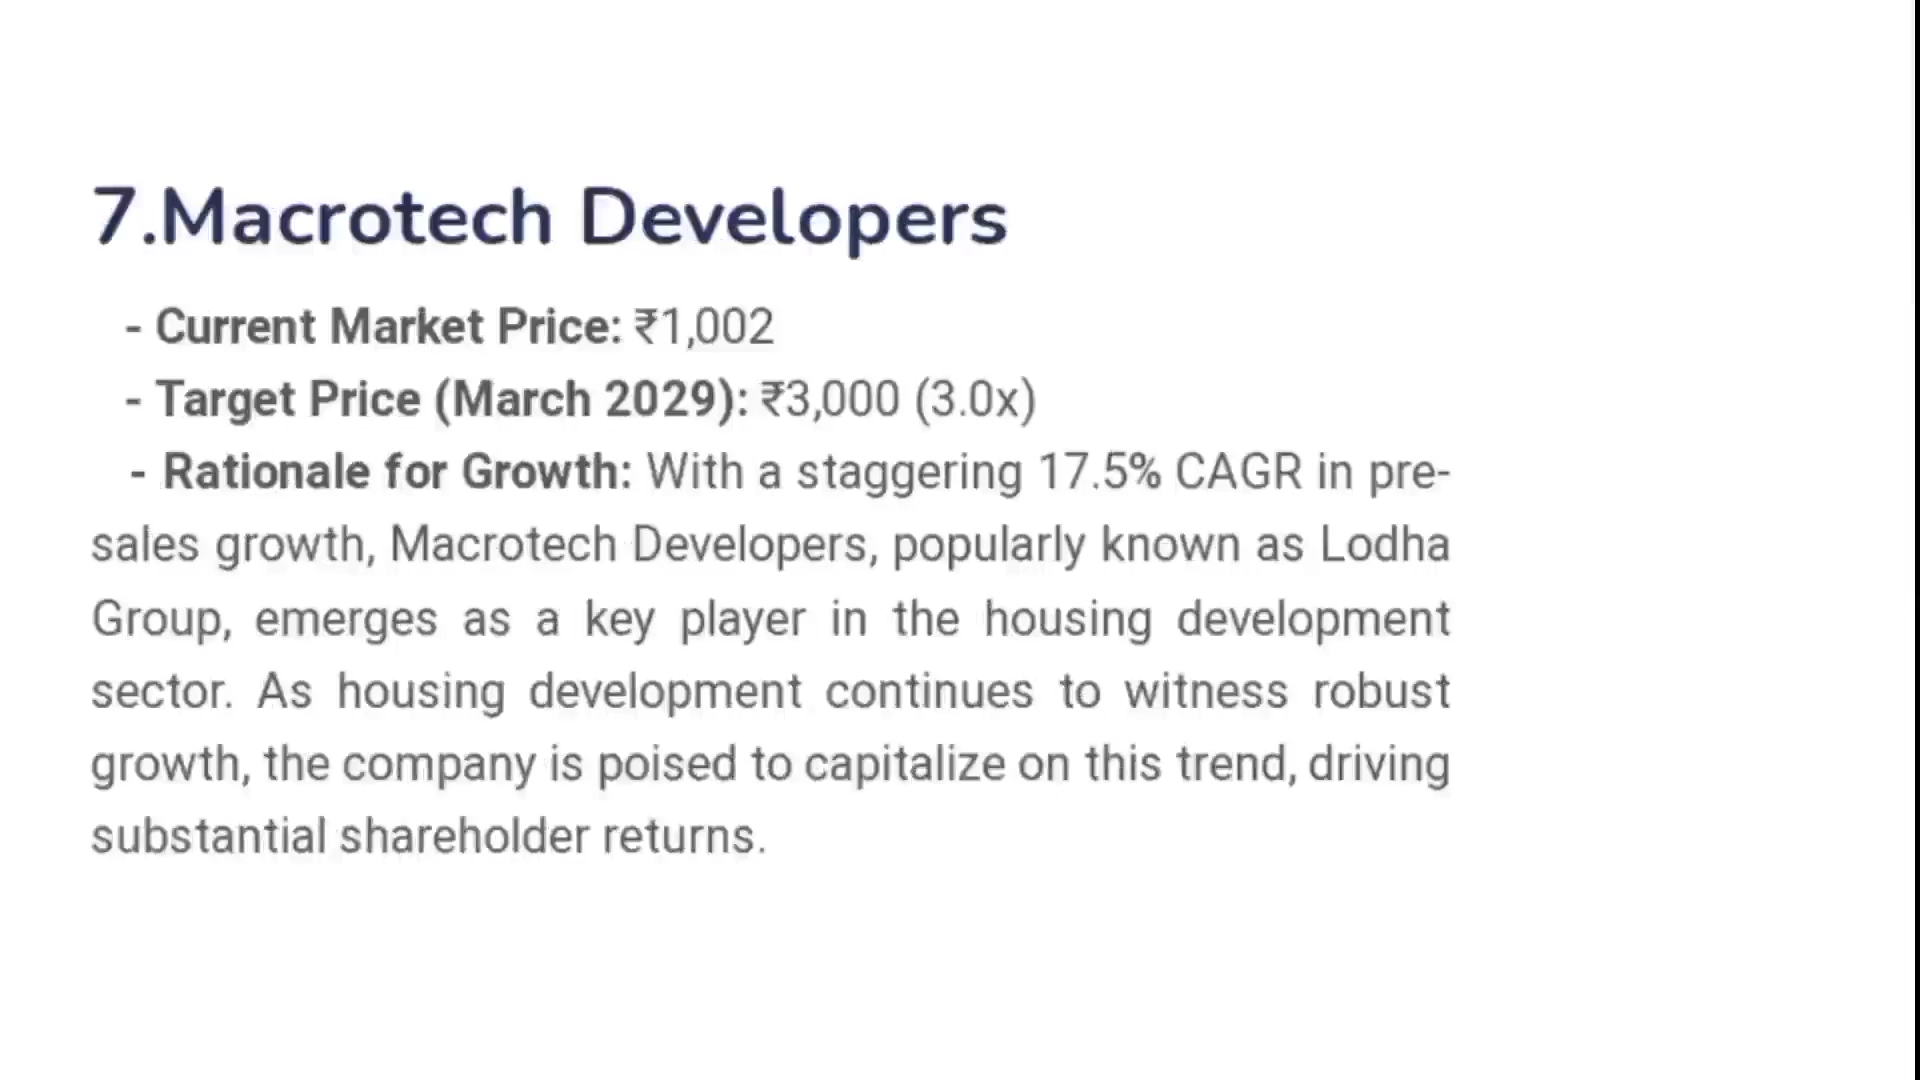 7.Macrotech Developers
- Current Market Price: ₹1,002
- Target Price (March 2029): ₹3,000 (3.0x)
- Rationale for Growth: With a staggering 17.5% CAGR in pre-
sales growth, Macrotech Developers, popularly known as Lodha
Group, emerges as a key player in the housing development
sector. As housing development continues to witness robust
growth, the company is poised to capitalize on this trend, driving
substantial shareholder returns.